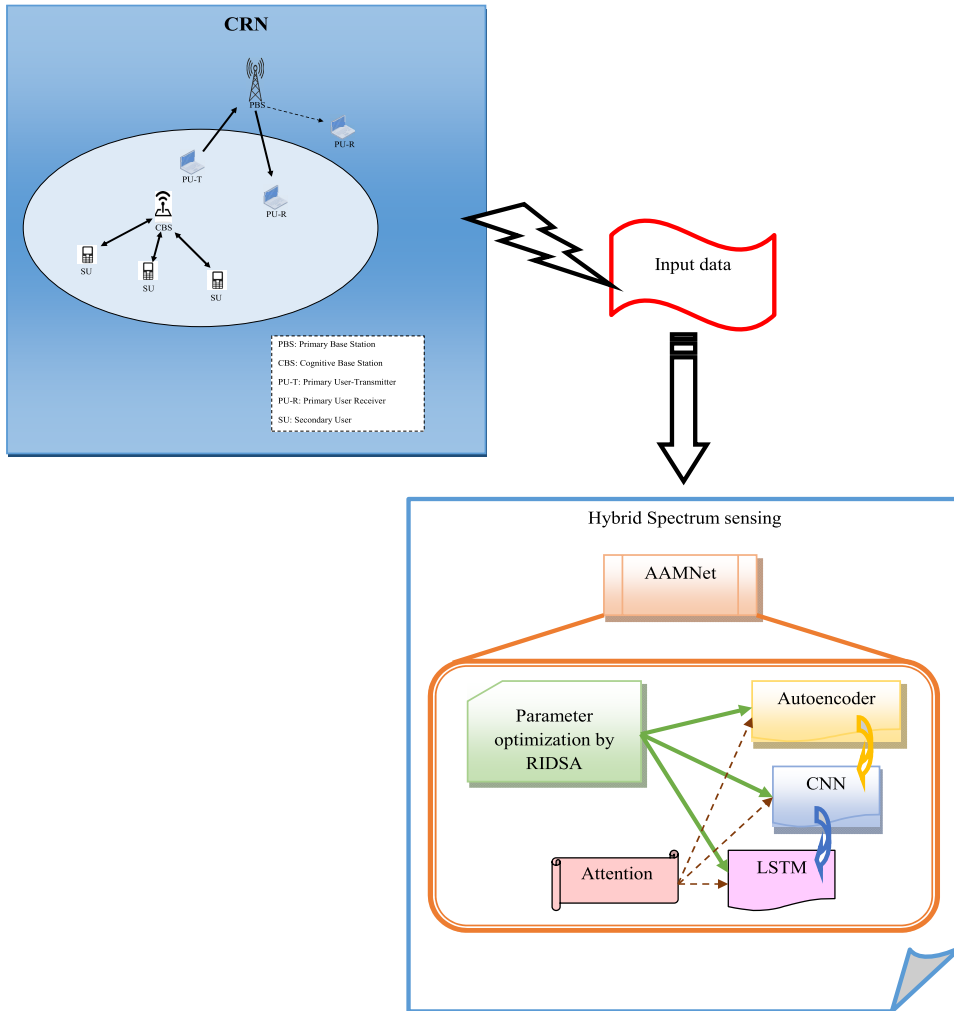 CRN
PBS
PU-R
PU-T
PU-R
CBS
SU
SU
SU
PBS: Primary Base Station
CBS: Cognitive Base Station
PU-T: Primary User-Transmitter
PU-R: Primary User Receiver
SU: Secondary User
Input data
Hybrid Spectrum sensing
AAMNet
Parameter
optimization by
RIDSA
Autoencoder
CNN
Attention
LSTM